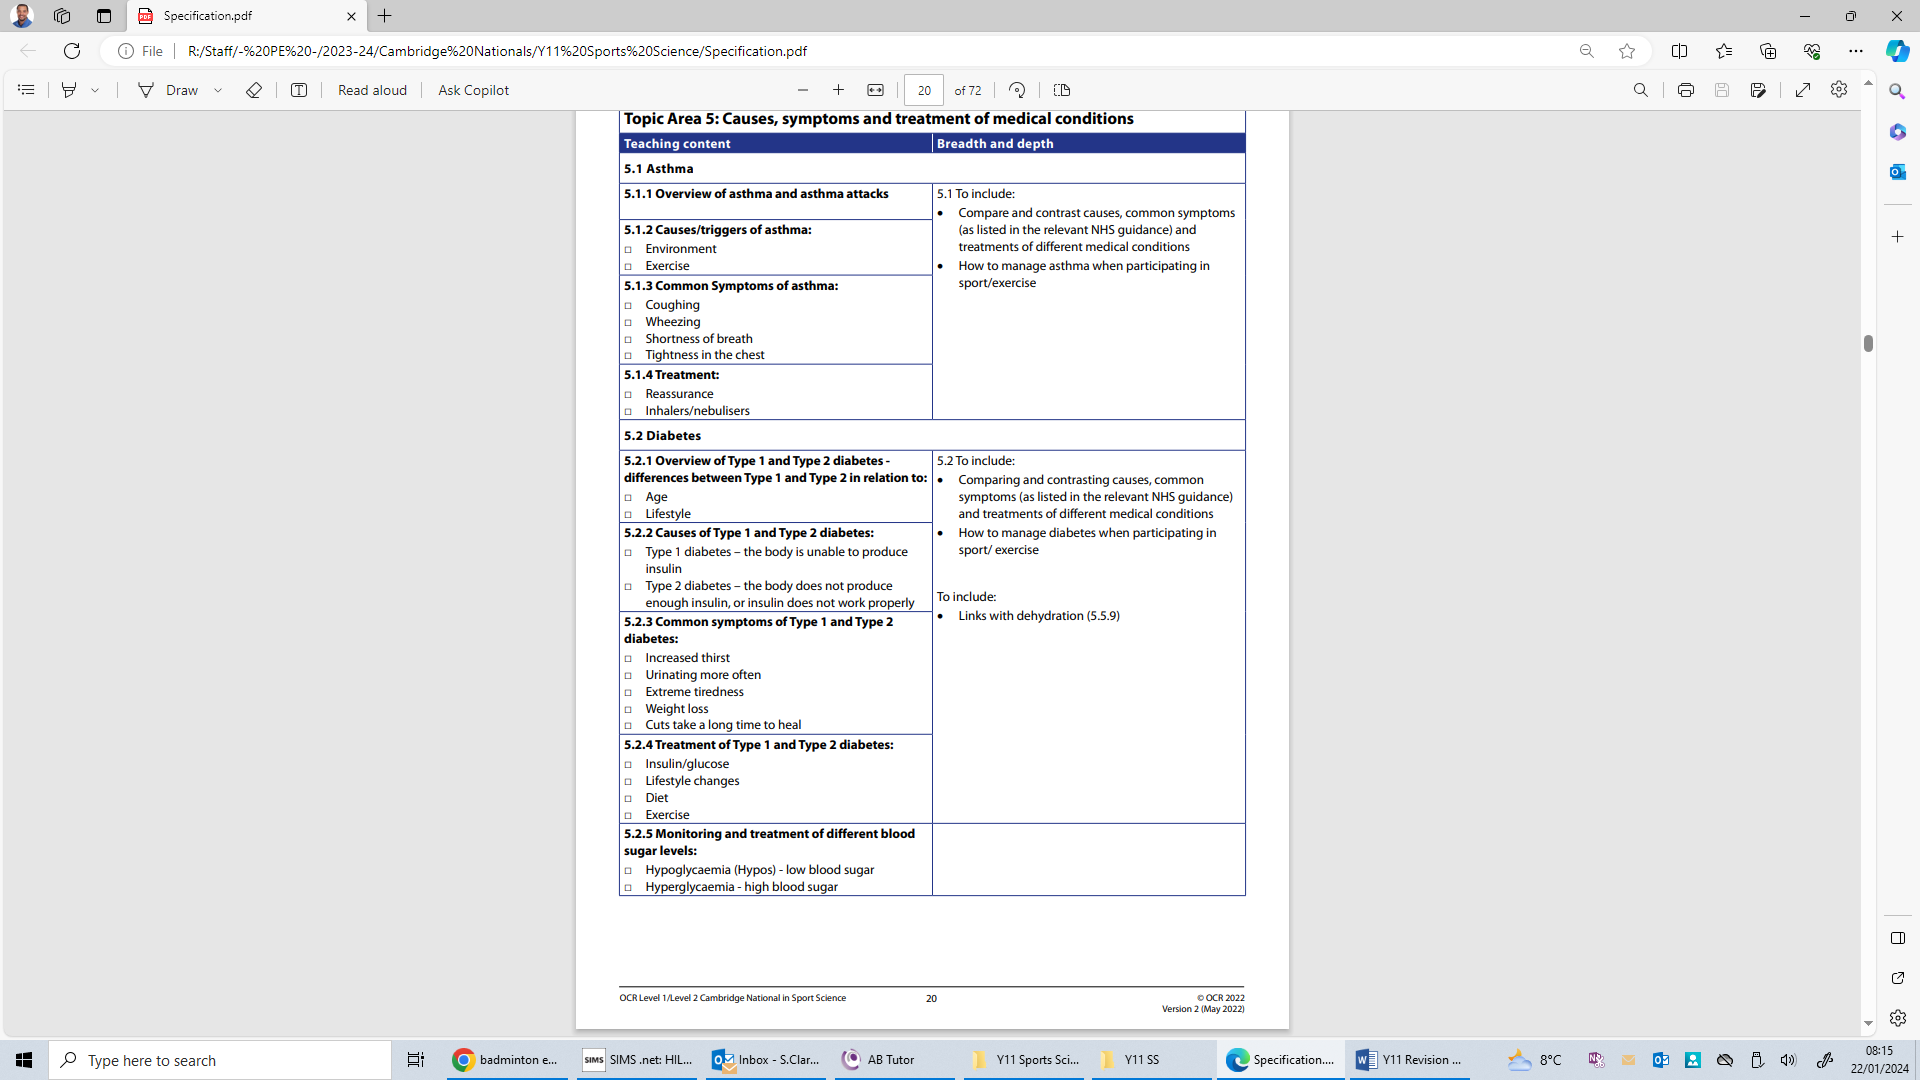 Specification.pdf
File
R:/Staff/-%20PE%20-/2023-24/Cambridge%20Nationals/Y11%20Sports%20Science/Specification.pdf
Draw
Read aloud
Ask Copilot
20
of 72
Topic Area 5: Causes, symptoms and treatment of medical conditions
Teaching content
Breadth and depth
5.1 Asthma
5.1.1 Overview of asthma and asthma attacks
5.1.2 Causes/triggers of asthma:
Environment
Exercise
5.1.3 Common Symptoms of asthma:
Coughing
Wheezing
Shortness of breath
Tightness in the chest
5.1.4 Treatment:
Reassurance
Inhalers/nebulisers
5.1 To include:
• Compare and contrast causes, common symptoms
(as listed in the relevant NHS guidance) and
treatments of different medical conditions
• How to manage asthma when participating in
sport/exercise
5.2 Diabetes
5.2.1 Overview of Type 1 and Type 2 diabetes -
differences between Type 1 and Type 2 in relation to:
Age
Lifestyle
5.2.2 Causes of Type 1 and Type 2 diabetes:
Type 1 diabetes – the body is unable to produce
insulin
Type 2 diabetes – the body does not produce
enough insulin, or insulin does not work properly
5.2.3 Common symptoms of Type 1 and Type 2
diabetes:
Increased thirst
Urinating more often
Extreme tiredness
Weight loss
Cuts take a long time to heal
5.2.4 Treatment of Type 1 and Type 2 diabetes:
Insulin/glucose
Lifestyle changes
Diet
Exercise
5.2 To include:
• Comparing and contrasting causes, common
symptoms (as listed in the relevant NHS guidance)
and treatments of different medical conditions
• How to manage diabetes when participating in
sport/ exercise
To include:
• Links with dehydration (5.5.9)
5.2.5 Monitoring and treatment of different blood
sugar levels:
Hypoglycaemia (Hypos) - low blood sugar
Hyperglycaemia - high blood sugar
OCR Level 1/Level 2 Cambridge National in Sport Science
20
© OCR 2022
Version 2 (May 2022)
Type here to search
badminton e...
SIMS .net: HIL...
Inbox - S.Clar...
AB Tutor
Y11 Sports Sci...
Y11 SS
Specification....
Y11 Revision ...
8°C
08:15
22/01/2024